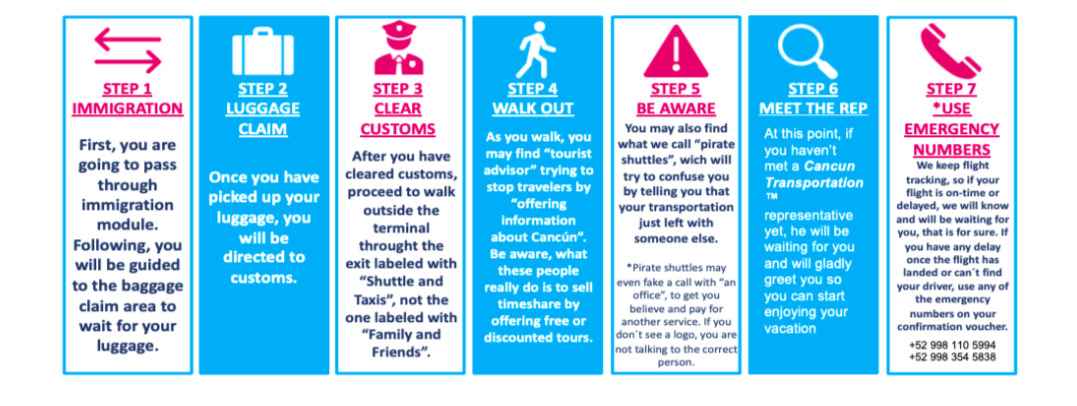 STEP 1
IMMIGRATION
First, you are
going to pass
through
immigration
module.
Following, you
will be guided
to the baggage
claim area to
wait for your
luggage.
STEP 2
LUGGAGE
CLAIM
Once you have
picked up your
luggage, you
will be
directed to
customs.
STEP 3
CLEAR
CUSTOMS
After you have
cleared customs,
proceed to walk
outside the
terminal
throught the
exit labeled with
“Shuttle and
Taxis”, not the
one labeled with
“Family and
Friends”.
STEP 4
WALK OUT
As you walk, you
may find “tourist
advisor” trying to
stop travelers by
“offering
information
about Cancún”.
Be aware, what
these people
really do is to sell
timeshare by
offering free or
discounted tours.
STEP 5
BE AWARE
You may also find
what we call “pirate
shuttles”, wich will
try to confuse you
by telling you that
your transportation
just left with
someone else.
*Pirate shuttles may
even fake a call with “an
office”, to get you
believe and pay for
another service. If you
don´t see a logo, you are
not talking to the correct
person.
STEP 6
MEET THE REP
At this point, if
you haven’t
met a Cancun
Transportation
™
representative
yet, he will be
waiting for you
and will gladly
greet you so
you can start
enjoying your
vacation
STEP 7
*USE
EMERGENCY
NUMBERS
We keep flight
tracking, so if your
flight is on-time or
delayed, we will know
and will be waiting for
you, that is for sure. If
you have any delay
once the flight has
landed or can´t find
your driver, use any of
the emergency
numbers on your
confirmation voucher.
+52 998 110 5994
+52 998 354 5838